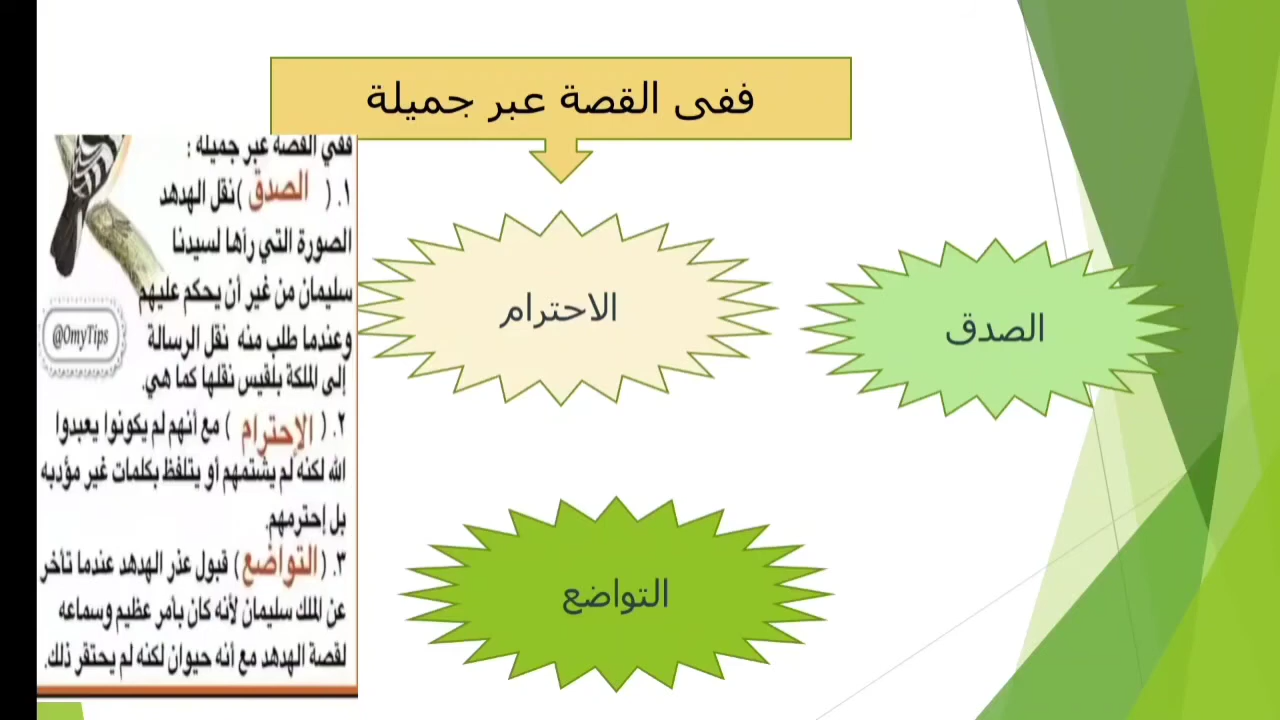 ففى القصة عبر جميلة
الصدق
الاحترام
التواضع
ففي القصة عبر جميلة :
١. ( الصدق )نقل الهدهد
الصورة التي رآها لسيدنا
سليمان من غير أن يحكم عليهم
وعندما طلب منه نقل الرسالة
إلى الملكة بلقيس نقلها كما هي.
٢. ( الإحترام ) مع أنهم لم يكونوا يعبدوا
الله لكنه لم يشتمهم أو يتلفظ بكلمات غير مؤدبه
بل إحترمهم.
٣. (التواضع) قبول عذر الهدهد عندما تأخر
عن الملك سليمان لأنه كان بأمر عظيم وسماعه
لقصة الهدهد مع أنه حيوان لكنه لم يحتقر ذلك.
@OmyTips